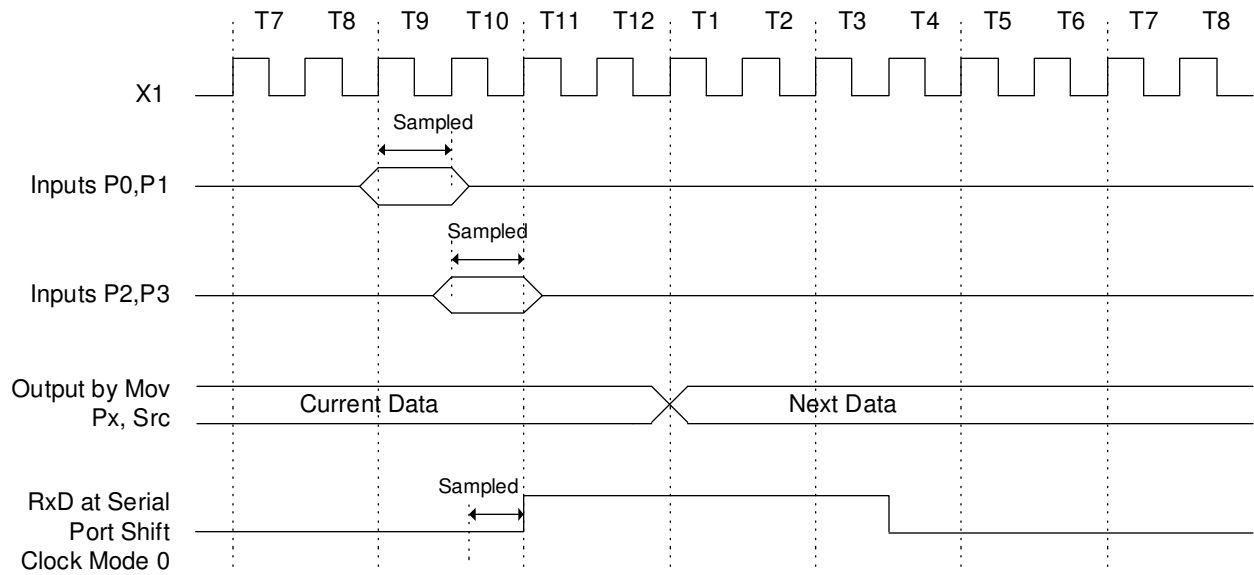 T7 T8 T9 T10 T11 T12 T1 T2 T3 T4 T5 T6 T7 T8
X1
Sampled
Inputs P0,P1
Sampled
Inputs P2,P3
Output by Mov
Px, Src
Current Data
Next Data
Sampled
RxD at Serial
Port Shift
Clock Mode 0